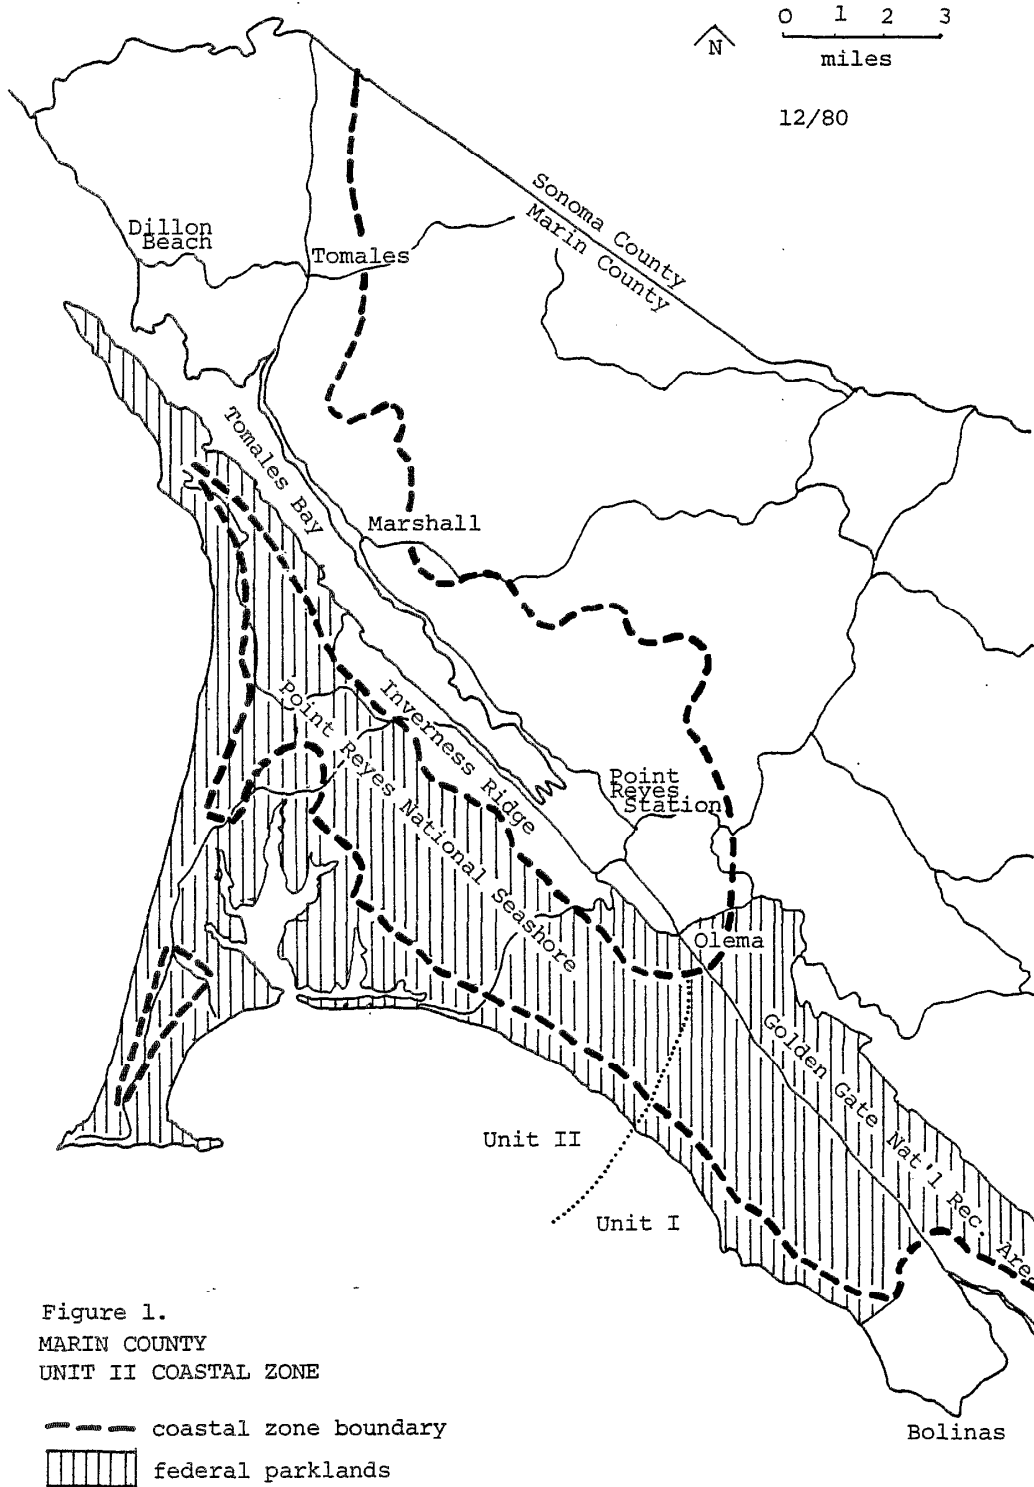 0 1 2 3
N
miles
12/80
Sonoma County
Marin County
Dillon
Beach
Tomales
Tomales Bay
Marshall
Inverness Ridge
Point Reyes National Seashore
Point
Reyes
Station
Olema
Golden Gate Nat'l Rec. Area
Unit II
Unit I
Bolinas
Figure 1.
MARIN COUNTY
UNIT II COASTAL ZONE
coastal zone boundary
federal parklands